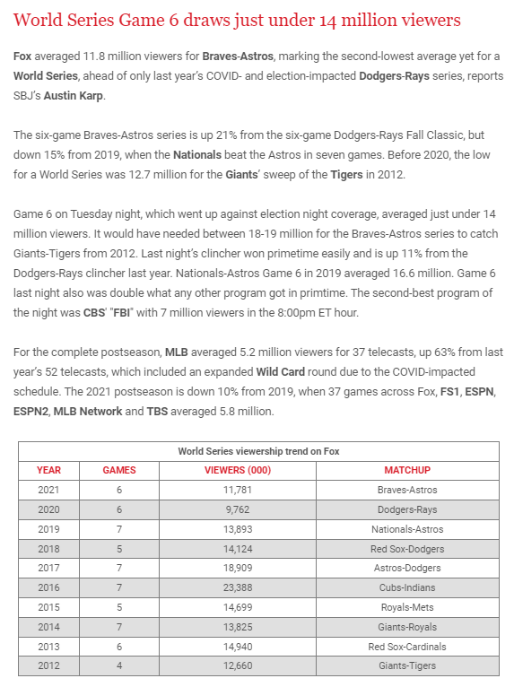 World Series Game 6 draws just under 14 million viewers
Fox averaged 11.8 million viewers for Braves-Astros, marking the second-lowest average yet for a
World Series, ahead of only last year's COVID- and election-impacted Dodgers-Rays series, reports
SBJ's Austin Karp.
The six-game Braves-Astros series is up 21% from the six-game Dodgers-Rays Fall Classic, but
down 15% from 2019, when the Nationals beat the Astros in seven games. Before 2020, the low
for a World Series was 12.7 million for the Giants' sweep of the Tigers in 2012.
Game 6 on Tuesday night, which went up against election night coverage, averaged just under 14
million viewers. It would have needed between 18-19 million for the Braves-Astros series to catch
Giants-Tigers from 2012. Last night's clincher won primetime easily and is up 11% from the
Dodgers-Rays clincher last year. Nationals-Astros Game 6 in 2019 averaged 16.6 million. Game 6
last night also was double what any other program got in primtime. The second-best program of
the night was CBS' "FBI" with 7 million viewers in the 8:00pm ET hour.
For the complete postseason, MLB averaged 5.2 million viewers for 37 telecasts, up 63% from last
year's 52 telecasts, which included an expanded Wild Card round due to the COVID-impacted
schedule. The 2021 postseason is down 10% from 2019, when 37 games across Fox, FS1, ESPN,
ESPN2, MLB Network and TBS averaged 5.8 million.
World Series viewership trend on Fox
YEAR GAMES VIEWERS (000) MATCHUP
2021 6 11,781 Braves-Astros
2020 6 9,762 Dodgers-Rays
2019 7 13,893 Nationals-Astros
2018 5 14,124 Red Sox-Dodgers
2017 7 18,909 Astros-Dodgers
2016 7 23,388 Cubs-Indians
2015 5 14,699 Royals-Mets
2014 7 13,825 Giants-Royals
2013 6 14,940 Red Sox-Cardinals
2012 4 12,660 Giants-Tigers